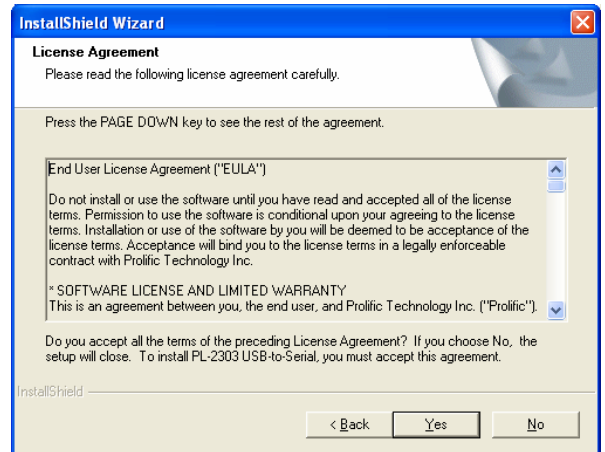 InstallShield Wizard
License Agreement
Please read the following license agreement carefully.
Press the PAGE DOWN key to see the rest of the agreement.
End User License Agreement ("EULA")
Do not install or use the software until you have read and accepted all of the license
terms. Permission to use the software is conditional upon your agreeing to the license
terms. Installation or use of the software by you will be deemed to be acceptance of the
license terms. Acceptance will bind you to the license terms in a legally enforceable
contract with Prolific Technology Inc.
* SOFTWARE LICENSE AND LIMITED WARRANTY
This is an agreement between you, the end user, and Prolific Technology Inc. ("Prolific").
Do you accept all the terms of the preceding License Agreement? If you choose No, the
setup will close. To install PL-2303 USB-to-Serial, you must accept this agreement.
InstallShield
< Back Yes No